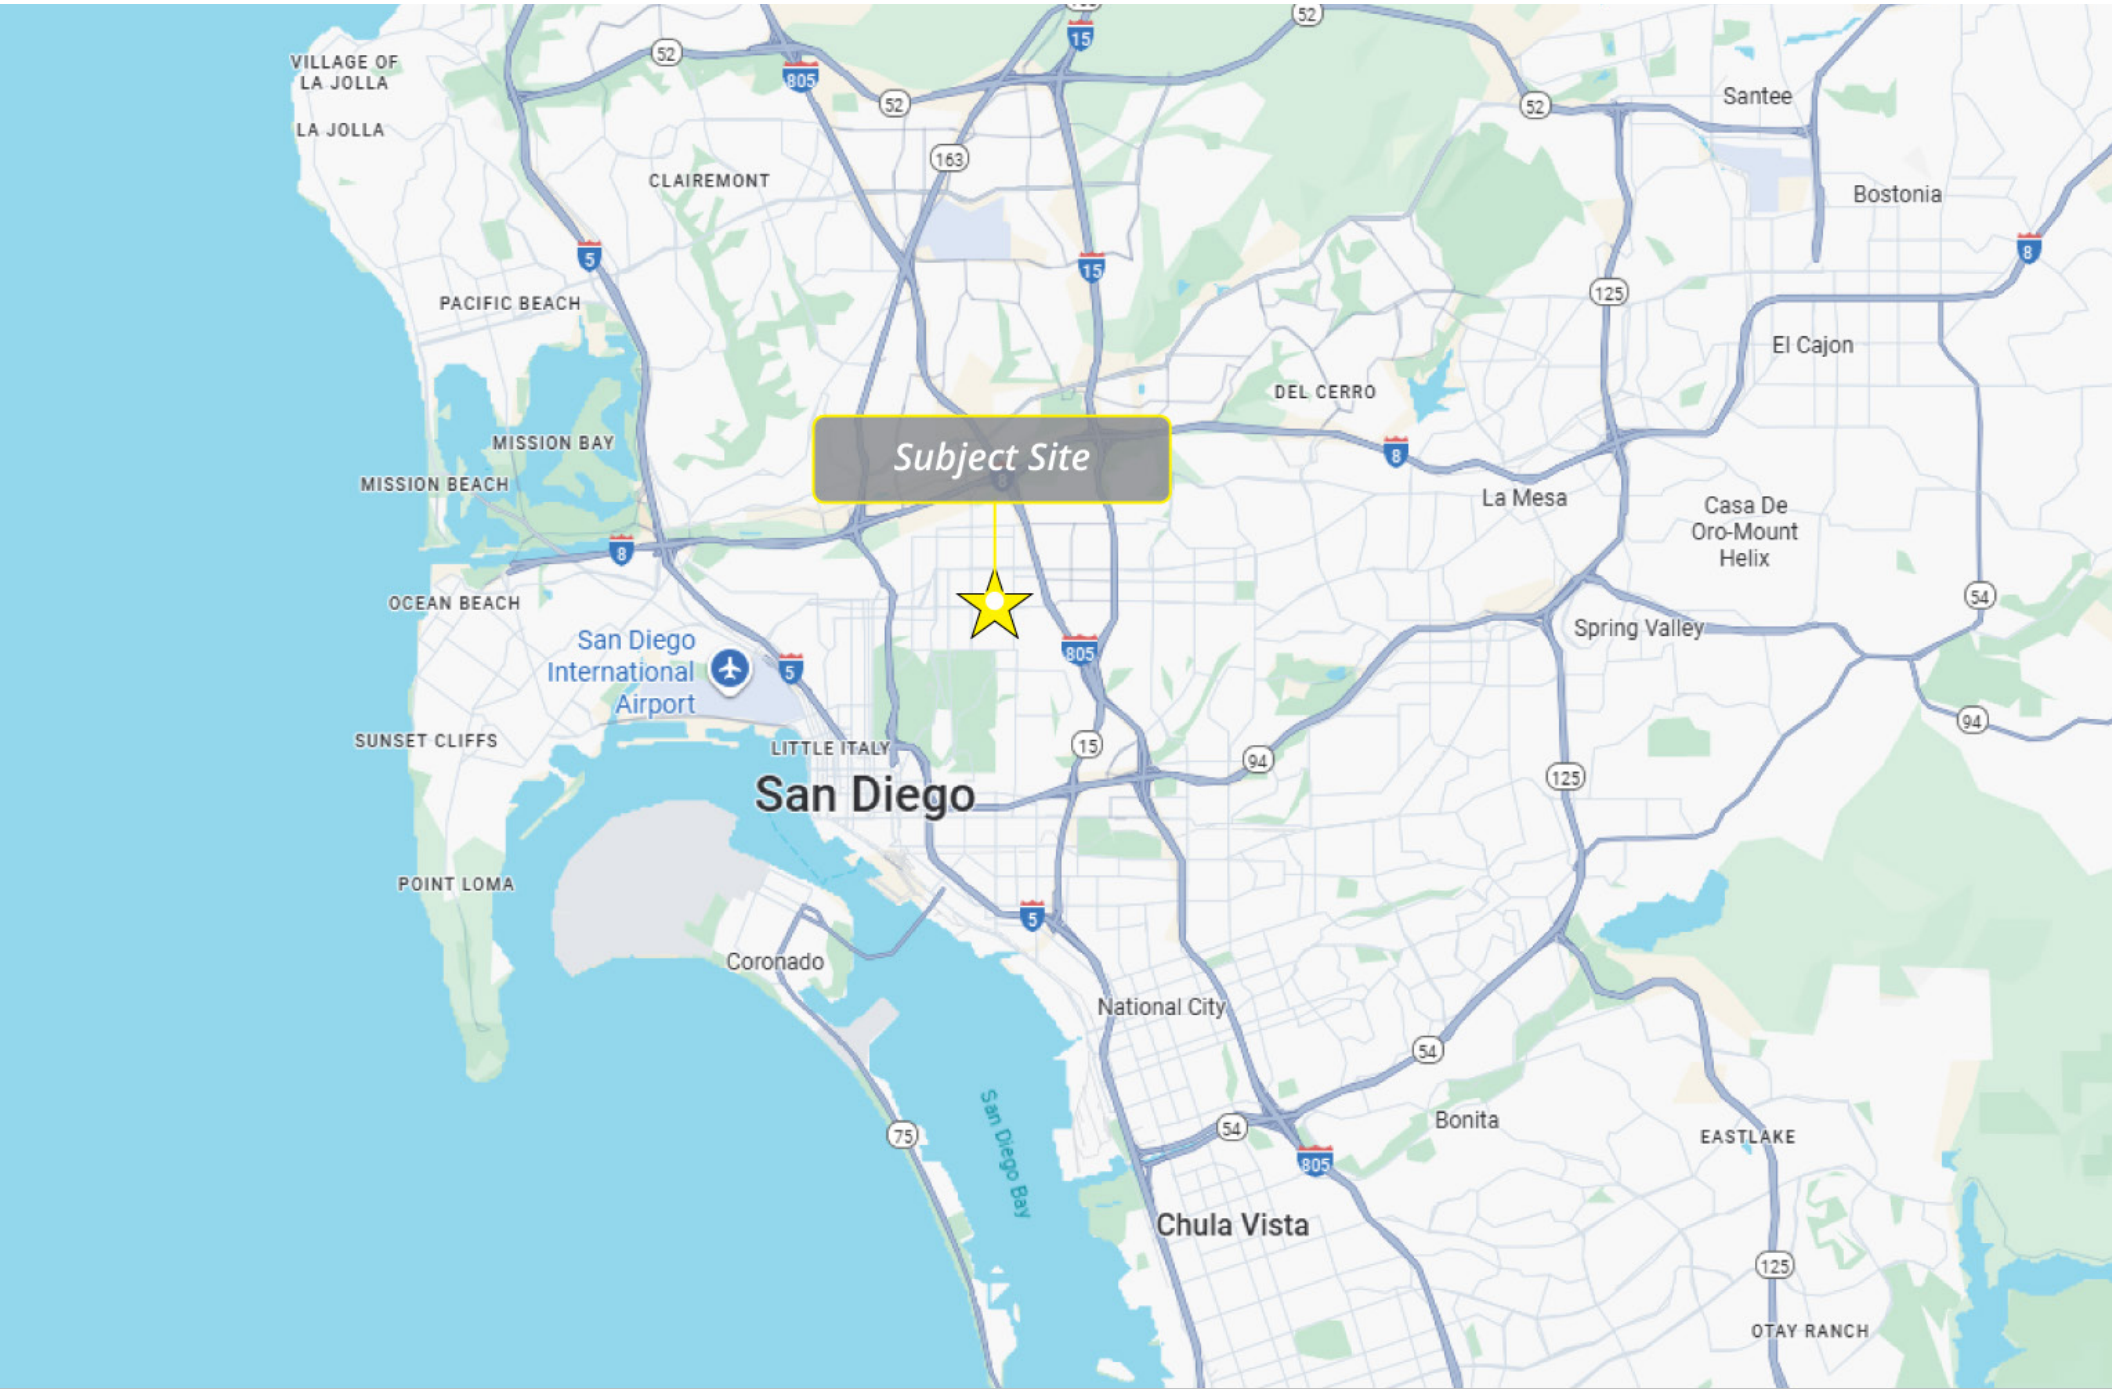 163
52
15
52
VILLAGE OF
LA JOLLA
805
52
52
Santee
LA JOLLA
163
CLAIREMONT
Bostonia
5
15
8
125
PACIFIC BEACH
El Cajon
DEL CERRO
MISSION BAY
Subject Site
8
8
MISSION BEACH
La Mesa
Casa De
Oro-Mount
Helix
8
OCEAN BEACH
54
San Diego
International
Airport
5
805
Spring Valley
SUNSET CLIFFS
LITTLE ITALY
15
94
94
San Diego
125
POINT LOMA
5
Coronado
National City
54
San Diego Bay
75
54
Bonita
EASTLAKE
805
Chula Vista
125
OTAY RANCH